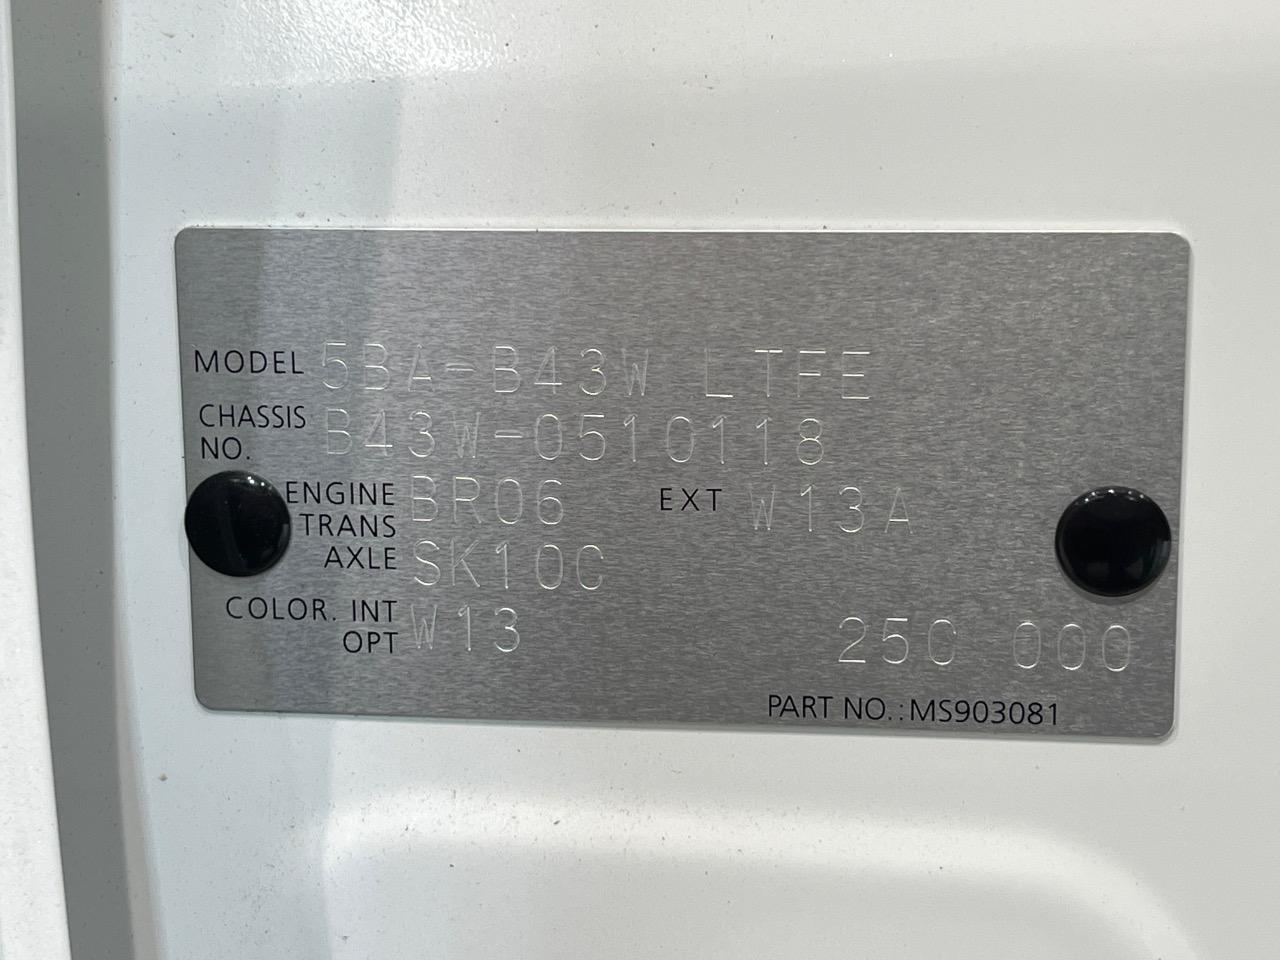 MODEL 5BA-B43W LTFE
CHASSIS NO. B43W-0510118
ENGINE BR06 EXT W13A
TRANS AXLE SK10C
COLOR. INT W13
OPT 250 000
PART NO.:MS903081